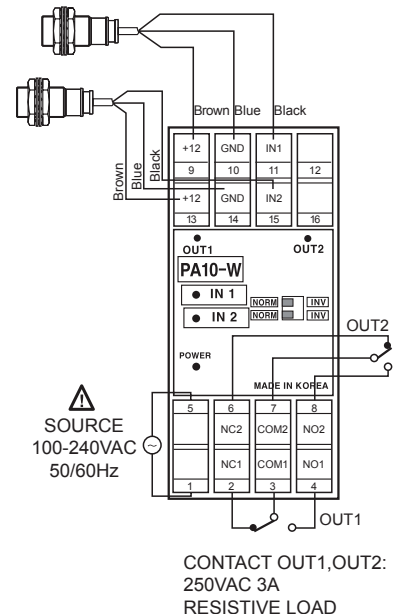 Brown Blue Black
Brown
Blue
Black
+12 GND IN1
9 10 11 12
+12 GND IN2
13 14 15 16
OUT1 OUT2
PA10-W
IN 1
NORM INV
IN 2
NORM INV
OUT2
POWER
MADE IN KOREA
5 6 7 8
NC2 COM2 NO2
SOURCE
100-240VAC
50/60Hz
NC1 COM1 NO1
1 2 3 4
OUT1
CONTACT OUT1,OUT2:
250VAC 3A
RESISTIVE LOAD